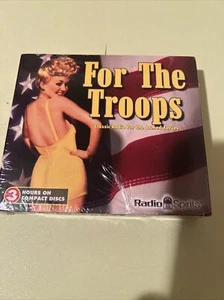 For The
Troops
Classic Radio For The Armed Forces
3
HOURS ON
COMPACT DISCS
Radio Spirits